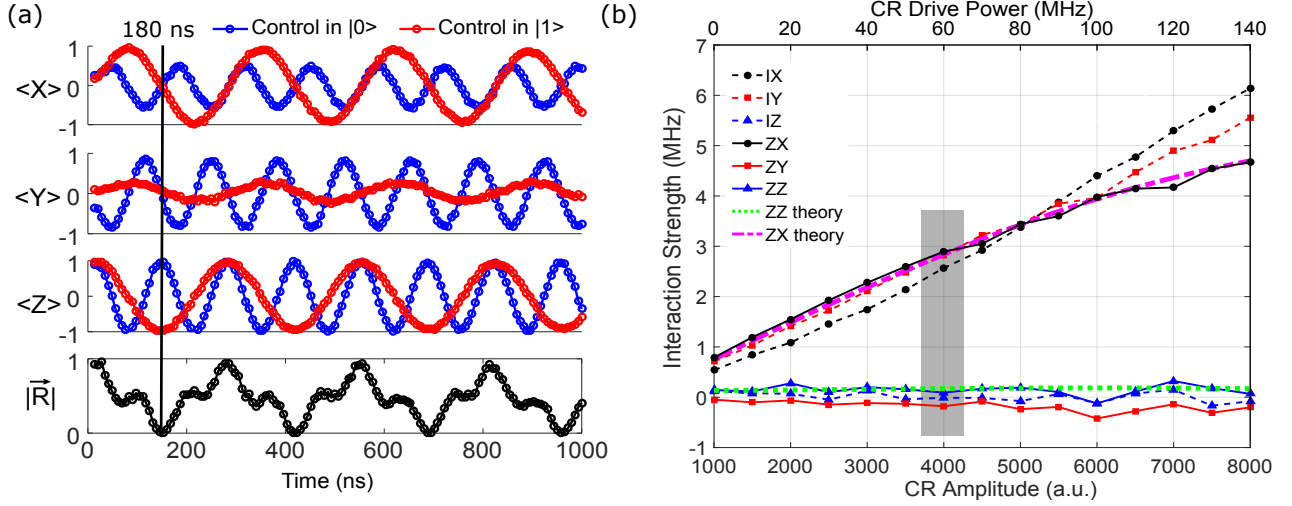 (a)
180 ns
Control in |0>
Control in |1>
<X>
1
0
-1
<Y>
1
0
-1
<Z>
1
0
-1
|R|
1
0
0 200 400 600 800 1000
Time (ns)
(b)
CR Drive Power (MHz)
0 20 40 60 80 100 120 140
Interaction Strength (MHz)
7
6
5
4
3
2
1
0
-1
IX
IY
IZ
ZX
ZY
ZZ
ZZ theory
ZX theory
1000 2000 3000 4000 5000 6000 7000 8000
CR Amplitude (a.u.)